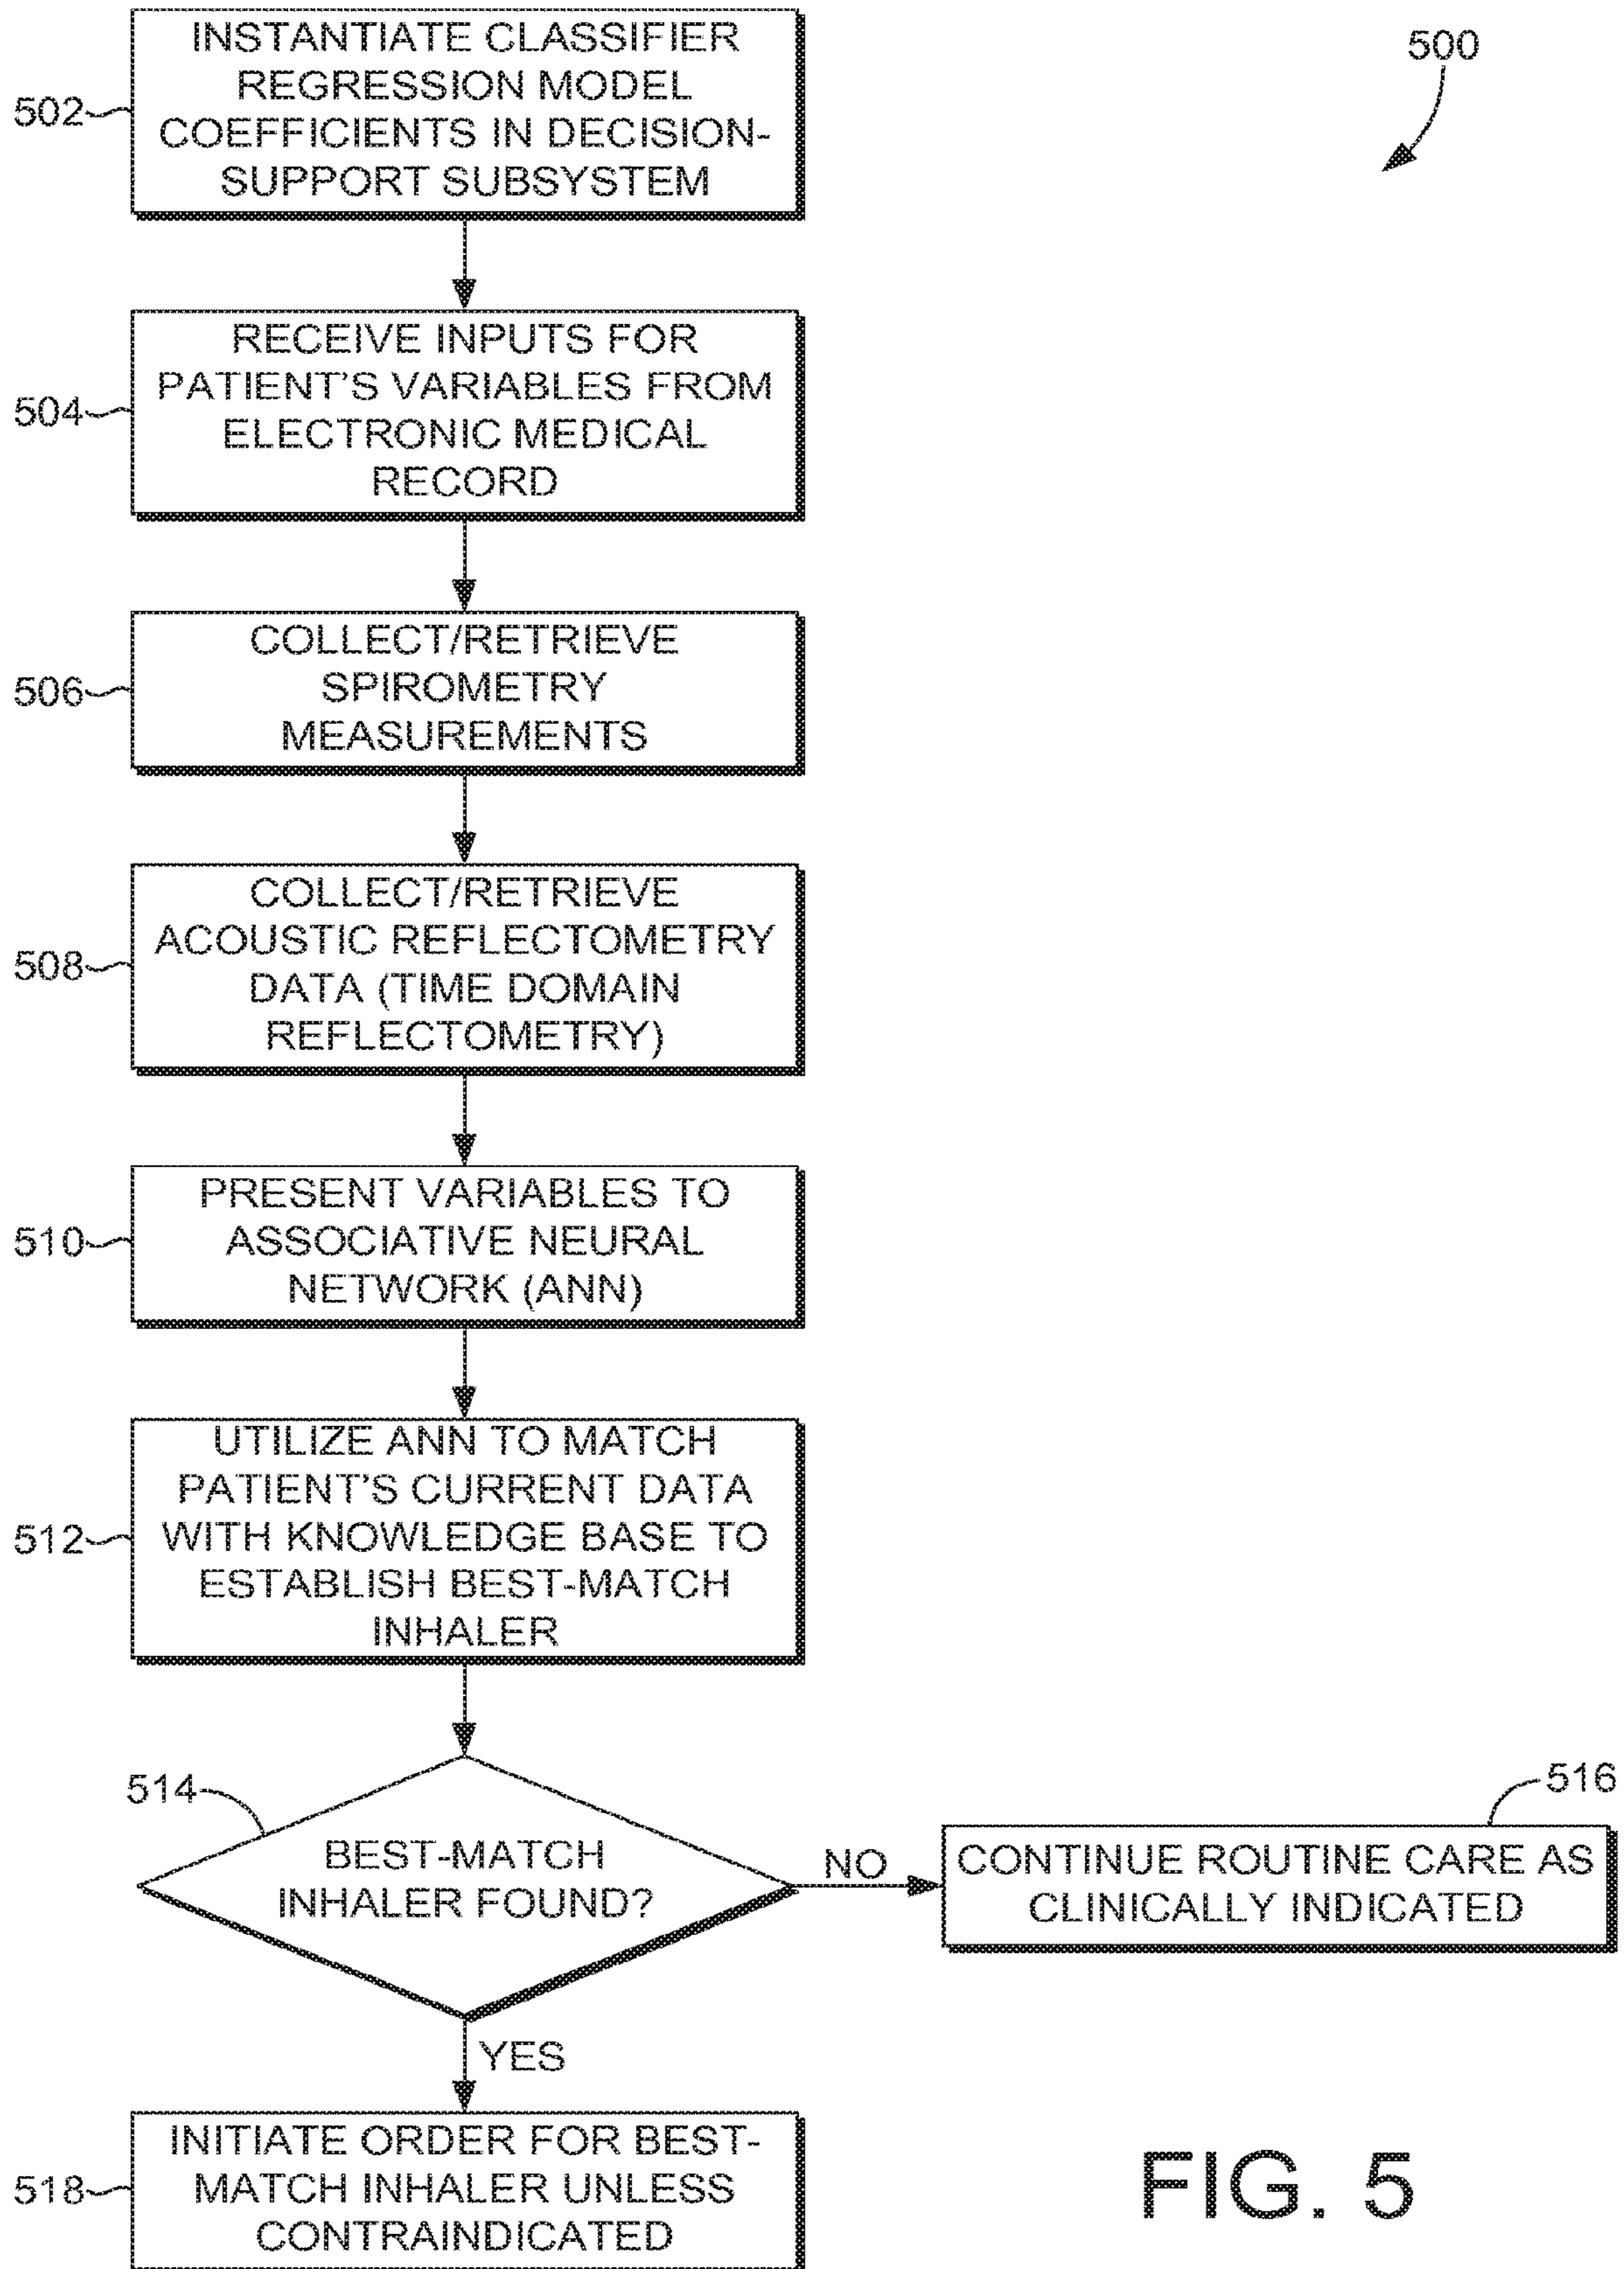 500
502
INSTANTIATE CLASSIFIER
REGRESSION MODEL
COEFFICIENTS IN DECISION-
SUPPORT SUBSYSTEM
504
RECEIVE INPUTS FOR
PATIENT'S VARIABLES FROM
ELECTRONIC MEDICAL
RECORD
506
COLLECT/RETRIEVE
SPIROMETRY
MEASUREMENTS
508
COLLECT/RETRIEVE
ACOUSTIC REFLECTOMETRY
DATA (TIME DOMAIN
REFLECTOMETRY)
510
PRESENT VARIABLES TO
ASSOCIATIVE NEURAL
NETWORK (ANN)
512
UTILIZE ANN TO MATCH
PATIENT'S CURRENT DATA
WITH KNOWLEDGE BASE TO
ESTABLISH BEST-MATCH
INHALER
514
BEST-MATCH
INHALER FOUND?
NO
516
CONTINUE ROUTINE CARE AS
CLINICALLY INDICATED
YES
518
INITIATE ORDER FOR BEST-
MATCH INHALER UNLESS
CONTRAINDICATED
FIG. 5